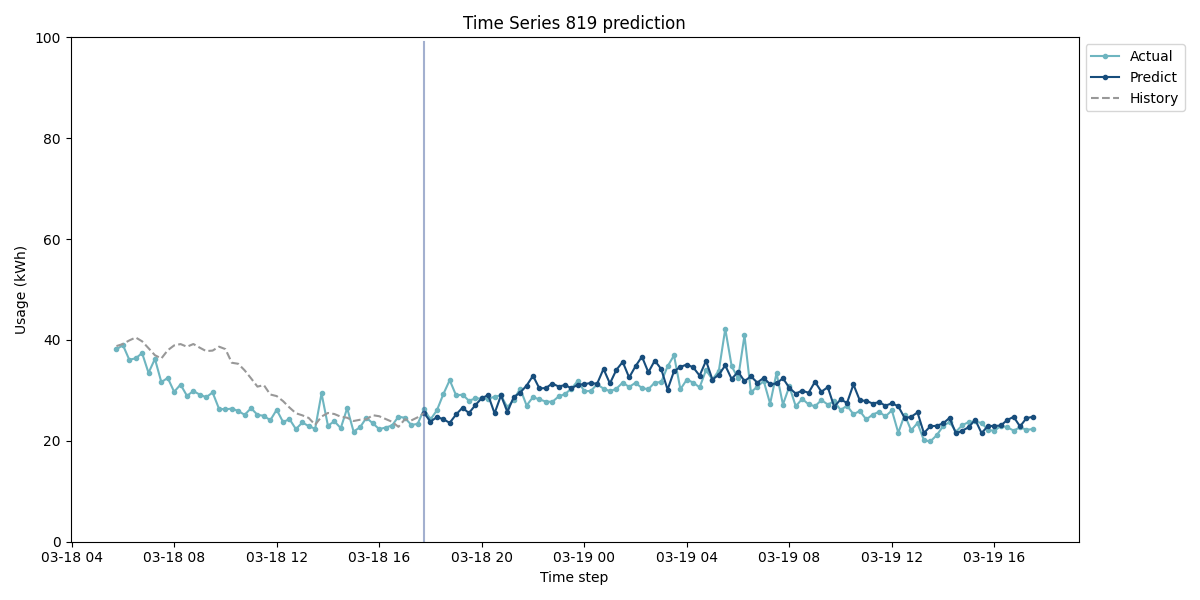 Time Series 819 prediction
100
80
60
40
20
0
Usage (kWh)
03-18 04 03-18 08 03-18 12 03-18 16 03-18 20 03-19 00 03-19 04 03-19 08 03-19 12 03-19 16
Time step
Actual
Predict
History